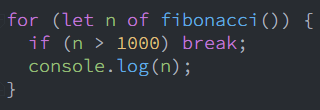 for (let n of fibonacci()) {
  if (n > 1000) break;
  console.log(n);
}